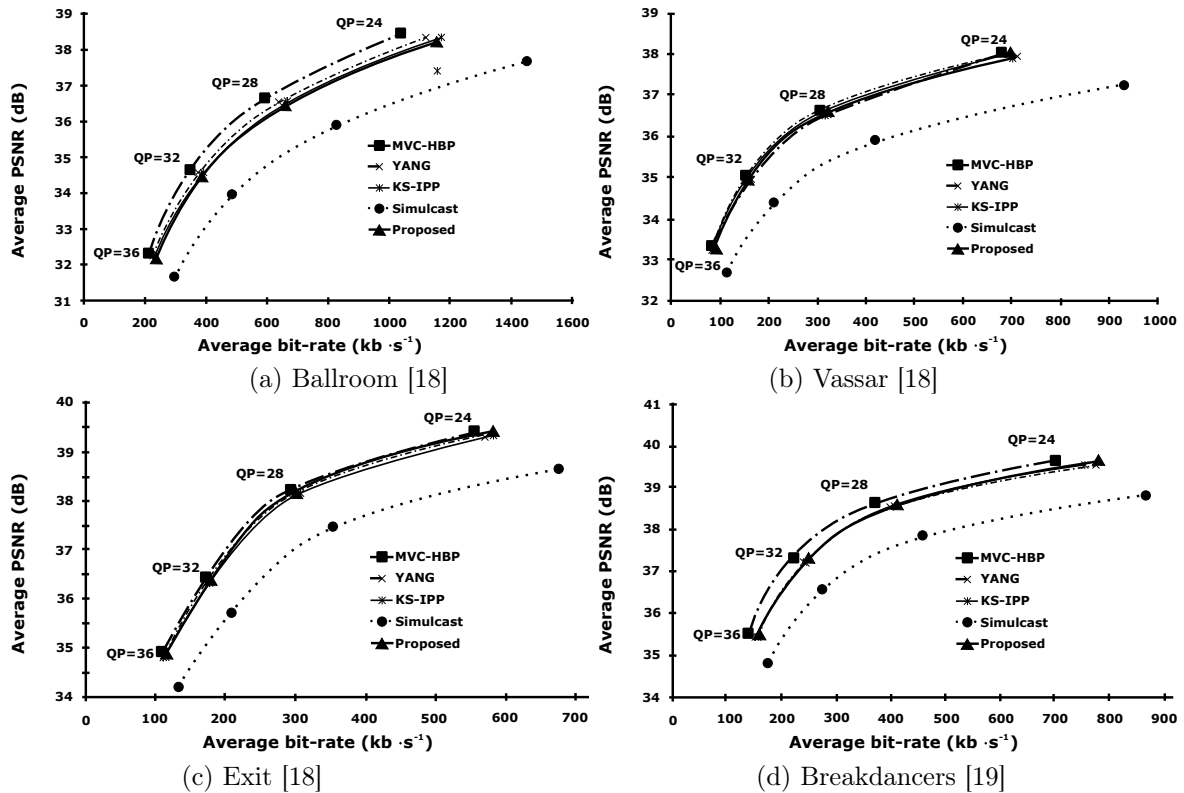 39
38
37
36
35
34
33
32
31
Average PSNR (dB)
QP=24
QP=28
QP=32
QP=36
MVC-HBP
YANG
KS-IPP
Simulcast
Proposed
0 200 400 600 800 1000 1200 1400 1600
Average bit-rate (kb ·s⁻¹)
(a) Ballroom [18]
39
38
37
36
35
34
33
32
Average PSNR (dB)
QP=24
QP=28
QP=32
QP=36
MVC-HBP
YANG
KS-IPP
Simulcast
Proposed
0 100 200 300 400 500 600 700 800 900 1000
Average bit-rate (kb ·s⁻¹)
(b) Vassar [18]
40
39
38
37
36
35
34
Average PSNR (dB)
QP=24
QP=28
QP=32
QP=36
MVC-HBP
YANG
KS-IPP
Simulcast
Proposed
0 100 200 300 400 500 600 700
Average bit-rate (kb ·s⁻¹)
(c) Exit [18]
41
40
39
38
37
36
35
34
Average PSNR (dB)
QP=24
QP=28
QP=32
QP=36
MVC-HBP
YANG
KS-IPP
Simulcast
Proposed
0 100 200 300 400 500 600 700 800 900
Average bit-rate (kb ·s⁻¹)
(d) Breakdancers [19]